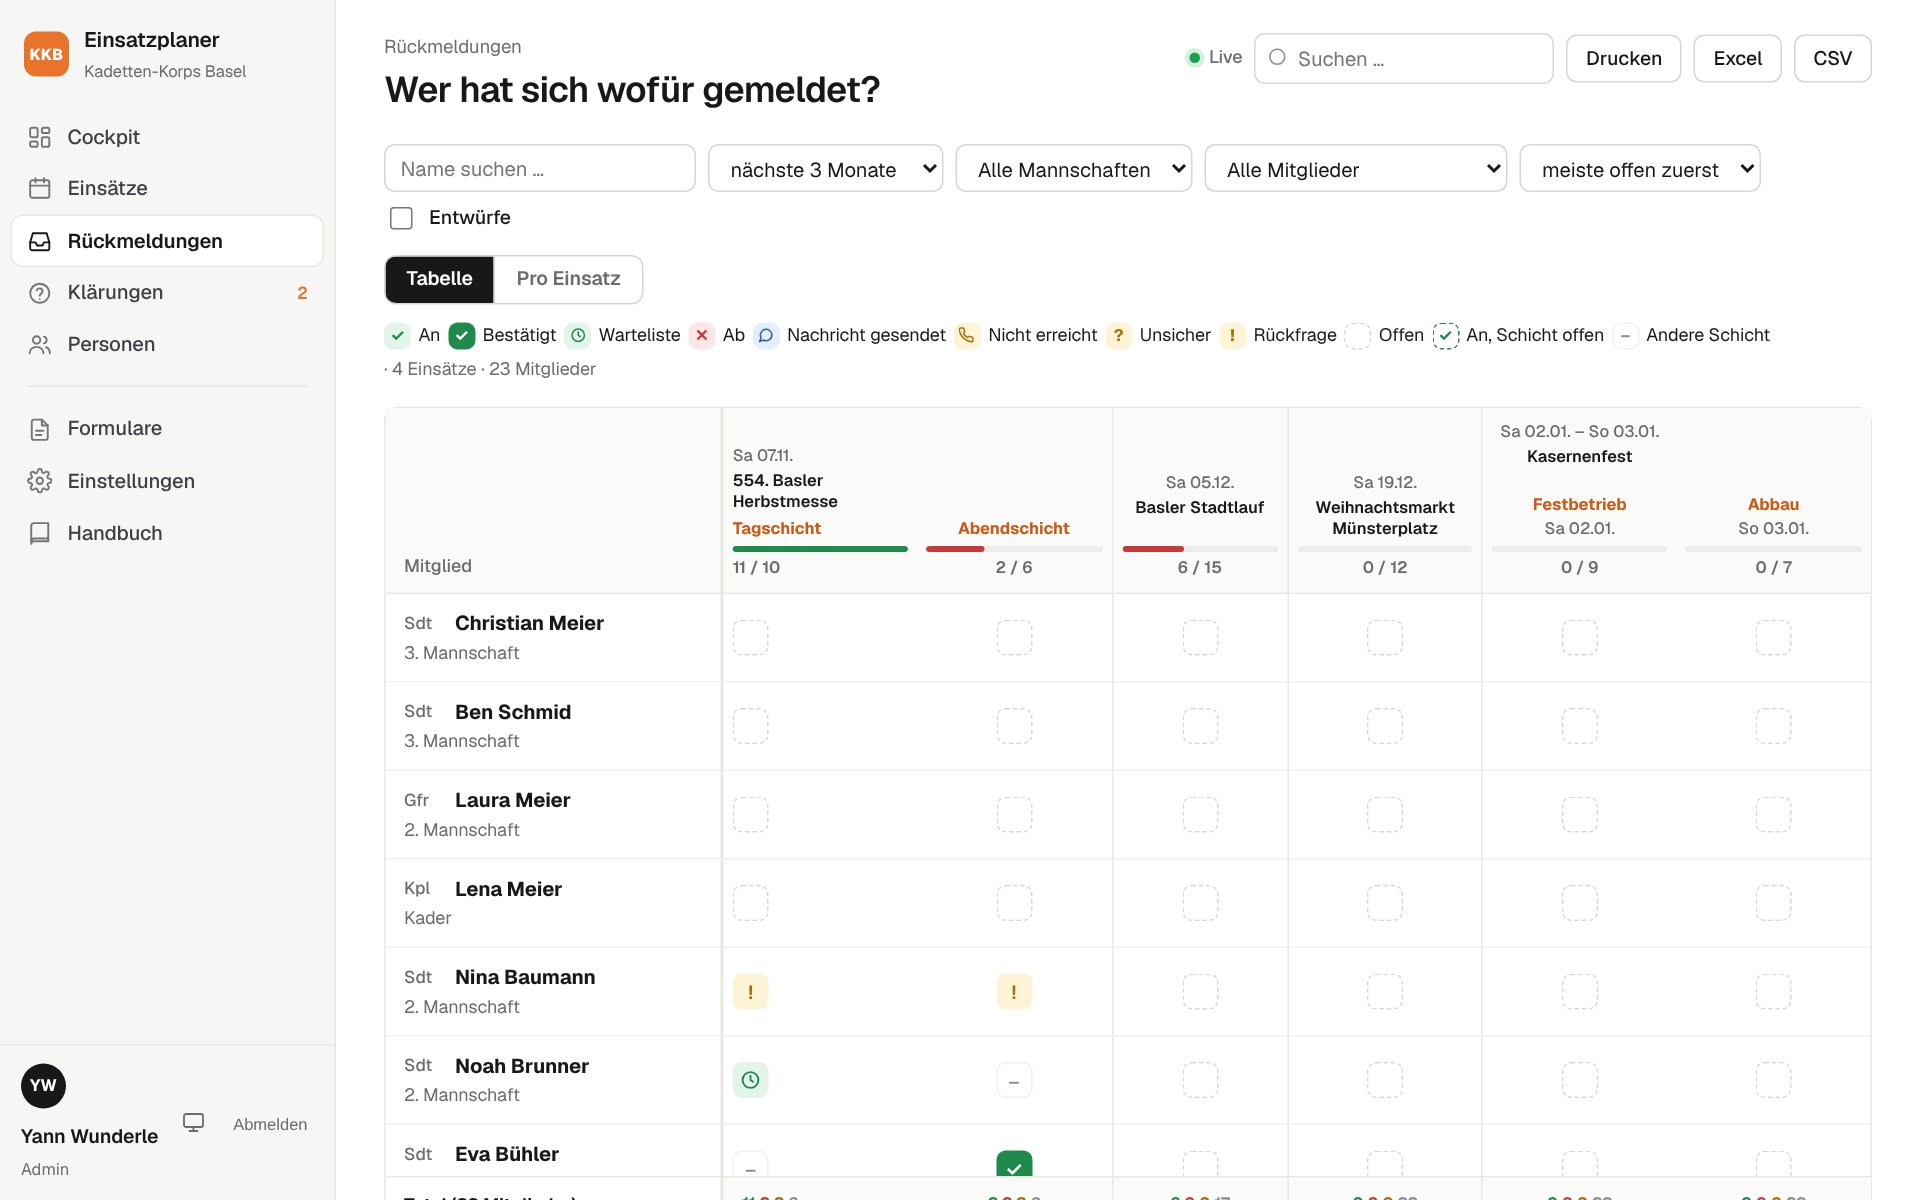 KKB
Einsatzplaner
Kadetten-Korps Basel
Cockpit
Einsätze
Rückmeldungen
Klärungen 2
Personen
Formulare
Einstellungen
Handbuch
YW
Yann Wunderle
Admin
Abmelden
Rückmeldungen
Wer hat sich wofür gemeldet?
Live
Suchen …
Drucken
Excel
CSV
Name suchen …
nächste 3 Monate
Alle Mannschaften
Alle Mitglieder
meiste offen zuerst
Entwürfe
Tabelle
Pro Einsatz
An Bestätigt Warteliste Ab Nachricht gesendet Nicht erreicht ? Unsicher ! Rückfrage Offen An, Schicht offen – Andere Schicht
· 4 Einsätze · 23 Mitglieder
Mitglied
Sa 07.11.
554. Basler
Herbstmesse
Tagschicht
11 / 10
Abendschicht
2 / 6
Sa 05.12.
Basler Stadtlauf
6 / 15
Sa 19.12.
Weihnachtsmarkt
Münsterplatz
0 / 12
Sa 02.01. – So 03.01.
Kasernenfest
Festbetrieb
Sa 02.01.
0 / 9
Abbau
So 03.01.
0 / 7
Sdt Christian Meier
3. Mannschaft
Sdt Ben Schmid
3. Mannschaft
Gfr Laura Meier
2. Mannschaft
Kpl Lena Meier
Kader
Sdt Nina Baumann
2. Mannschaft
! !
Sdt Noah Brunner
2. Mannschaft
–
Sdt Eva Bühler
–